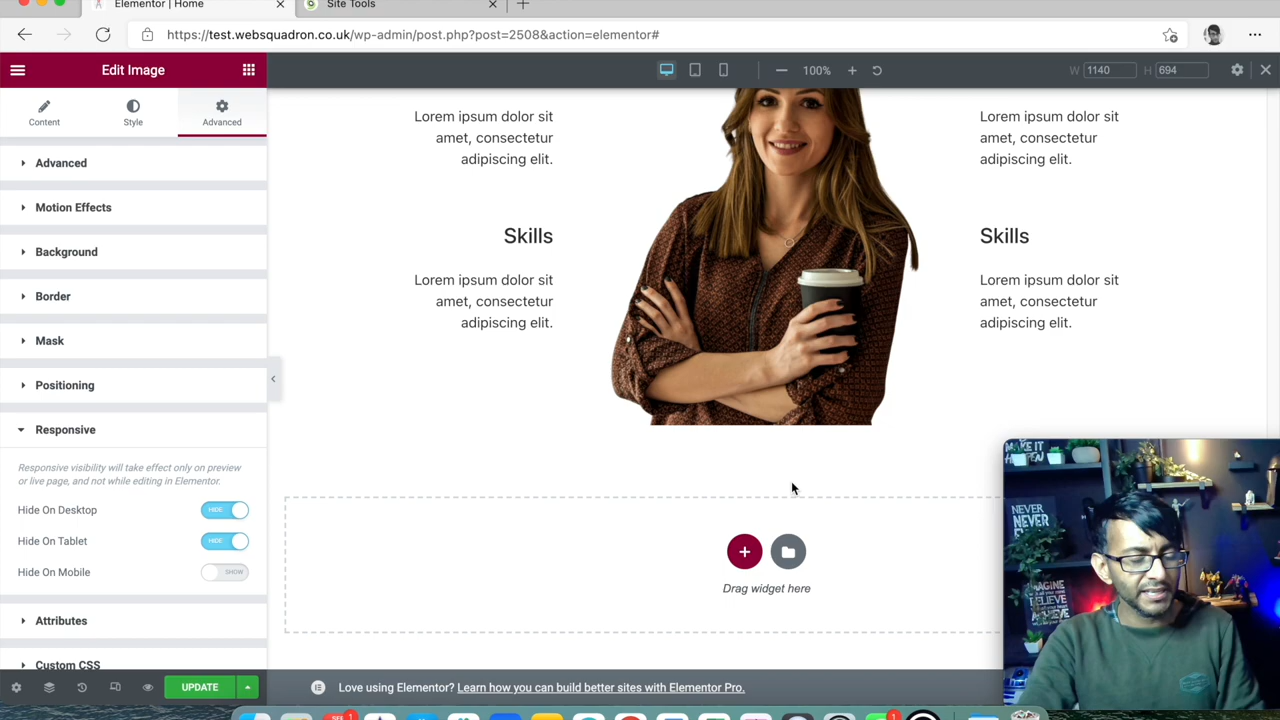 Elementor | Home
Site Tools
https://test.websquadron.co.uk/wp-admin/post.php?post=2508&action=elementor#
Edit Image
100%
W 1140 H 694
Content
Style
Advanced
Advanced
Motion Effects
Background
Border
Mask
Positioning
Responsive
Responsive visibility will take effect only on preview
or live page, and not while editing in Elementor.
Hide On Desktop HIDE
Hide On Tablet HIDE
Hide On Mobile SHOW
Attributes
Custom CSS
UPDATE
Lorem ipsum dolor sit
amet, consectetur
adipiscing elit.
Skills
Lorem ipsum dolor sit
amet, consectetur
adipiscing elit.
Lorem ipsum dolor sit
amet, consectetur
adipiscing elit.
Skills
Lorem ipsum dolor sit
amet, consectetur
adipiscing elit.
Drag widget here
Love using Elementor? Learn how you can build better sites with Elementor Pro.
MAKE IT
HAPPEN
NEVER
NEVER
1
1